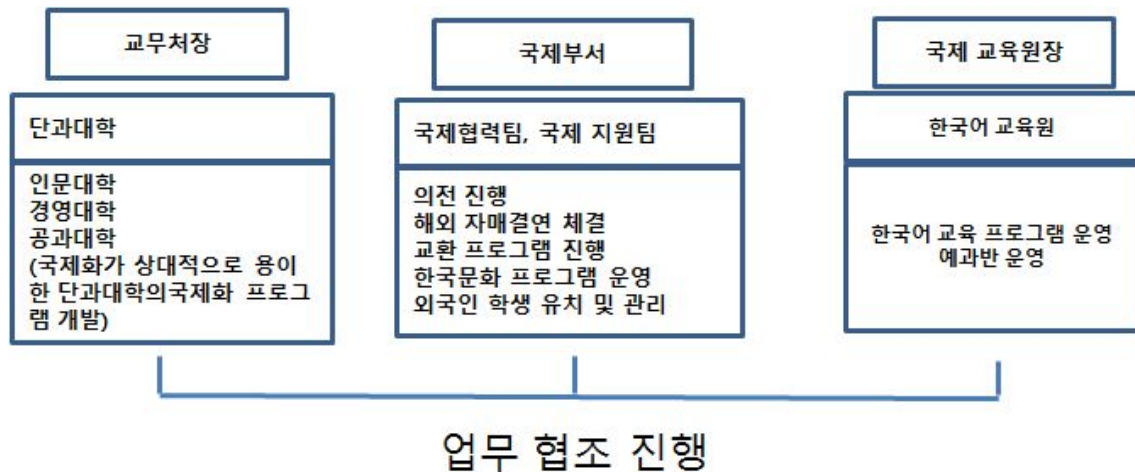 교무처장
단과대학
인문대학
경영대학
공과대학
(국제화가 상대적으로 용이
한 단과대학의국제화 프로그
램 개발)
국제부서
국제협력팀, 국제 지원팀
의전 진행
해외 자매결연 체결
교환 프로그램 진행
한국문화 프로그램 운영
외국인 학생 유치 및 관리
국제 교육원장
한국어 교육원
한국어 교육 프로그램 운영
예과반 운영
업무 협조 진행